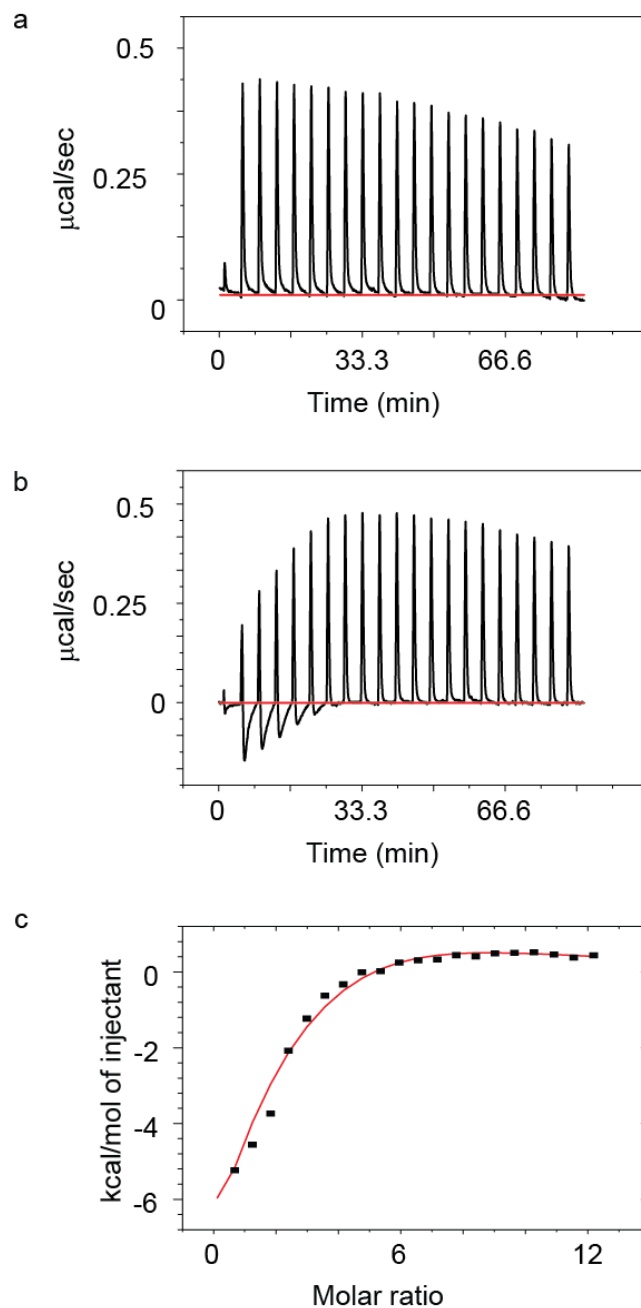 a
0.5
0.25
0
μcal/sec
0
33.3
66.6
Time (min)
b
0.5
0.25
0
μcal/sec
0
33.3
66.6
Time (min)
c
0
-2
-4
-6
kcal/mol of injectant
0
6
12
Molar ratio